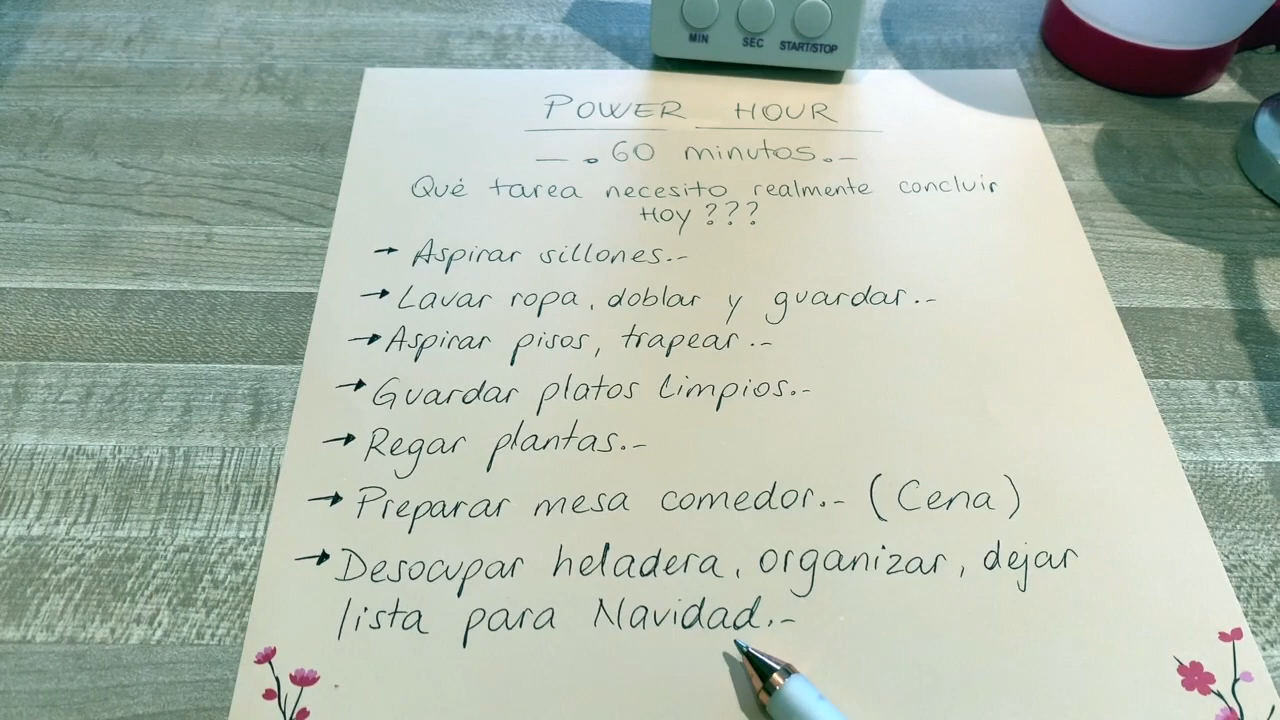 MIN SEC START/STOP
POWER HOUR
—.60 minutos.-
Qué tarea necesito realmente concluir
Hoy ???
→ Aspirar sillones.-
→ Lavar ropa, doblar y guardar.-
→ Aspirar pisos, trapear.-
→ Guardar platos limpios.-
→ Regar plantas.-
→ Preparar mesa comedor.- (Cena)
→ Desocupar heladera, organizar, dejar
lista para Navidad.-